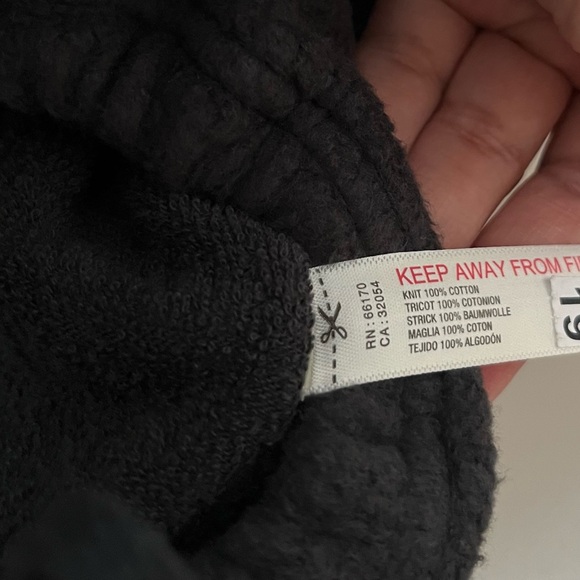 KEEP AWAY FROM
KNIT 100% COTTON
TRICOT 100% COTONION
STRICK 100% BAUMWOLLE
MAGLIA 100% COTON
TEJIDO 100% ALGODÓN
RN: 66170
CA: 32054